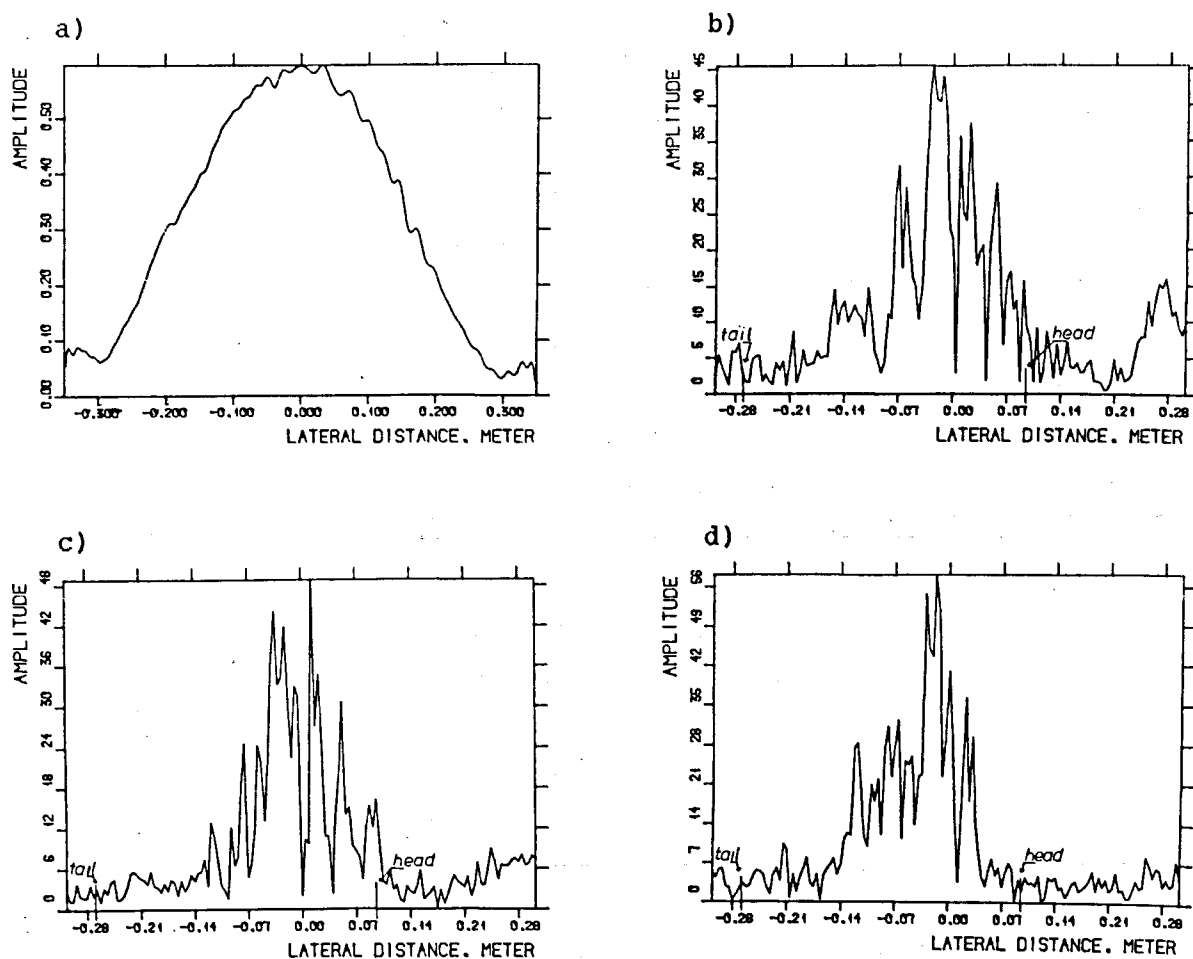 a)
AMPLITUDE
0.00 0.10 0.20 0.30 0.40 0.50
-0.300 -0.200 -0.100 0.000 0.100 0.200 0.300
LATERAL DISTANCE. METER
b)
AMPLITUDE
0 5 10 15 20 25 30 35 40 45
tail
head
-0.28 -0.21 -0.14 -0.07 0.00 0.07 0.14 0.21 0.28
LATERAL DISTANCE. METER
c)
AMPLITUDE
0 6 12 18 24 30 36 42 48
tail
head
-0.28 -0.21 -0.14 -0.07 0.00 0.07 0.14 0.21 0.28
LATERAL DISTANCE. METER
d)
AMPLITUDE
0 7 14 21 28 35 42 49 56
tail
head
-0.28 -0.21 -0.14 -0.07 0.00 0.07 0.14 0.21 0.28
LATERAL DISTANCE. METER